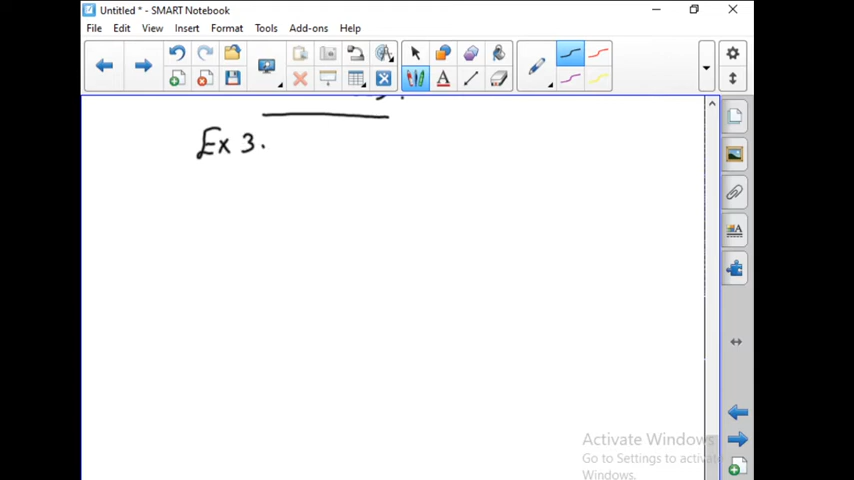 Untitled * - SMART Notebook
File Edit View Insert Format Tools Add-ons Help
Ex 3.
Activate Windows
Go to Settings to activate
Windows.